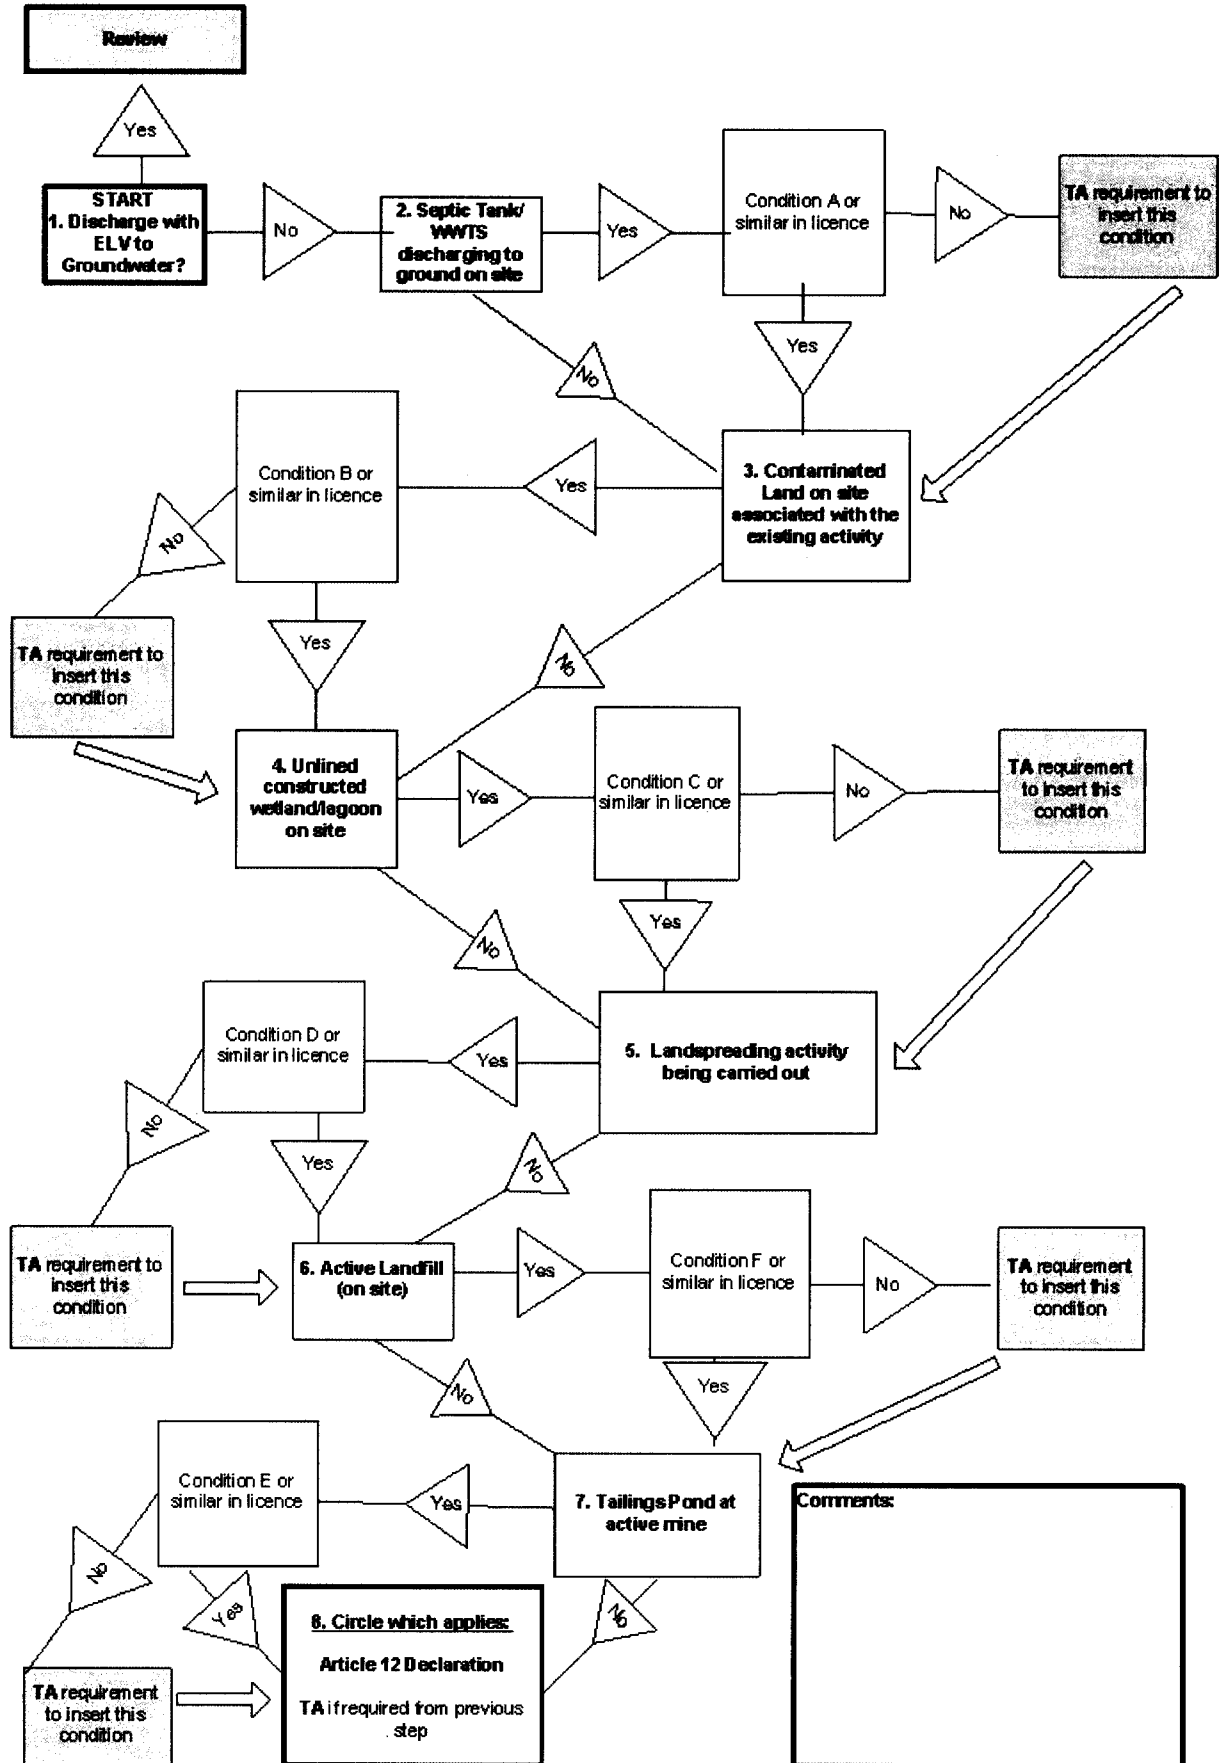 Review
Yes
START
1. Discharge with
ELV to
Groundwater?
No
2. Septic Tank/
WWTS
discharging to
ground on site
Yes
Condition A or
similar in licence
No
TA requirement to
insert this
condition
Yes
No
3. Contaminated
Land on site
associated with the
existing activity
Yes
Condition B or
similar in licence
No
TA requirement to
insert this
condition
Yes
No
4. Unlined
constructed
wetland/lagoon
on site
Yes
Condition C or
similar in licence
No
TA requirement
to insert this
condition
Yes
No
5. Landspreading activity
being carried out
Yes
Condition D or
similar in licence
No
TA requirement to
insert this
condition
Yes
No
6. Active Landfill
(on site)
Yes
Condition F or
similar in licence
No
TA requirement
to insert this
condition
Yes
No
7. Tailings Pond at
active mine
Yes
Condition E or
similar in licence
No
TA requirement
to insert this
condition
Yes
No
8. Circle which applies:
Article 12 Declaration
TA if required from previous
step
Comments: